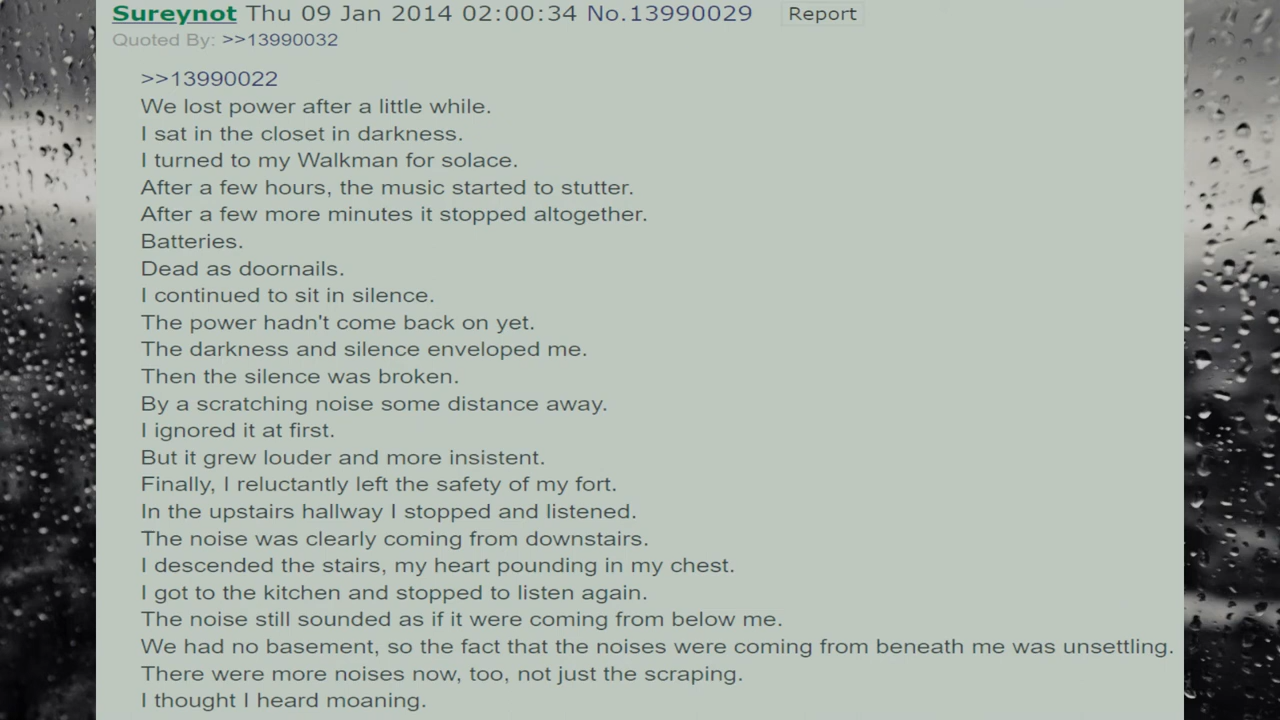 Sureynot Thu 09 Jan 2014 02:00:34 No.13990029 Report
Quoted By: >>13990032
>>13990022
We lost power after a little while.
I sat in the closet in darkness.
I turned to my Walkman for solace.
After a few hours, the music started to stutter.
After a few more minutes it stopped altogether.
Batteries.
Dead as doornails.
I continued to sit in silence.
The power hadn't come back on yet.
The darkness and silence enveloped me.
Then the silence was broken.
By a scratching noise some distance away.
I ignored it at first.
But it grew louder and more insistent.
Finally, I reluctantly left the safety of my fort.
In the upstairs hallway I stopped and listened.
The noise was clearly coming from downstairs.
I descended the stairs, my heart pounding in my chest.
I got to the kitchen and stopped to listen again.
The noise still sounded as if it were coming from below me.
We had no basement, so the fact that the noises were coming from beneath me was unsettling.
There were more noises now, too, not just the scraping.
I thought I heard moaning.